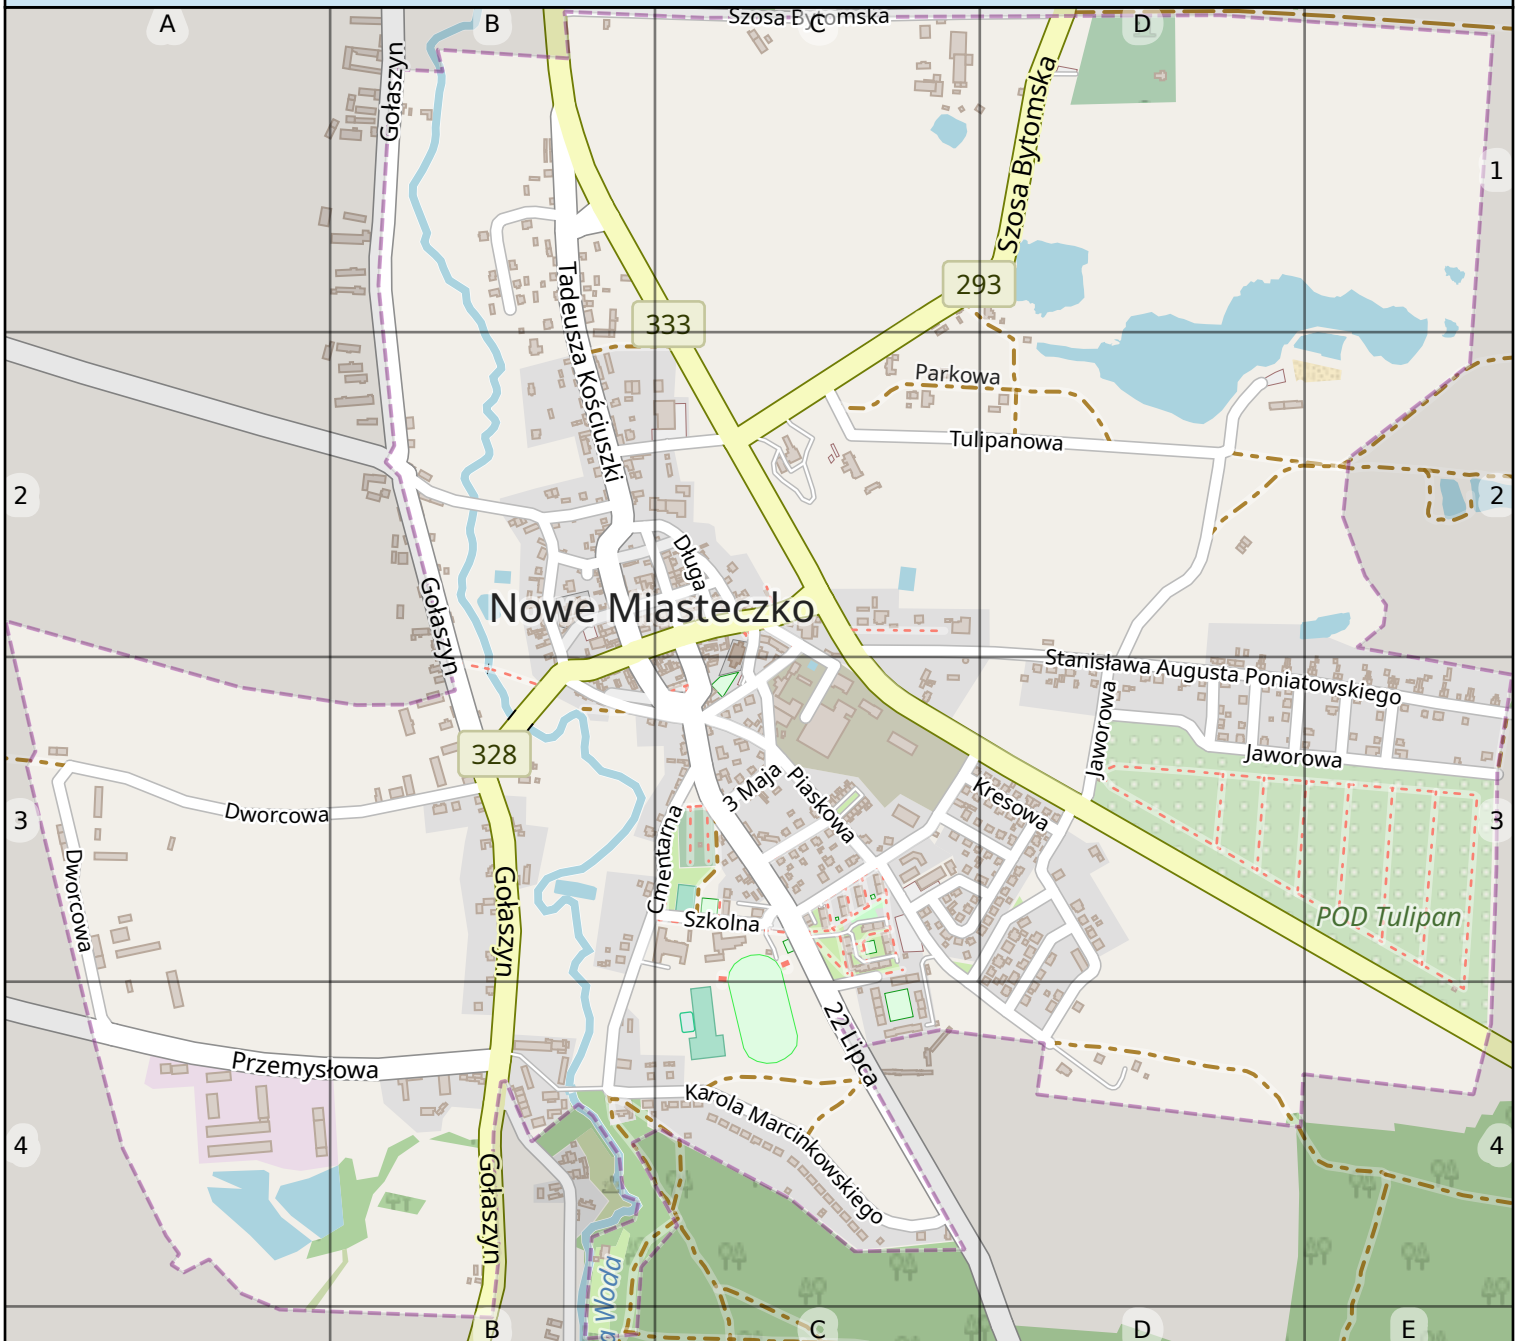 A
B
Szosa Bytomska
C
D
Gołaszyn
Szosa Bytomska
1
Tadeusza Kościuszki
293
333
Parkowa
Tulipanowa
2
2
Długa
Gołaszyn
Nowe Miasteczko
Stanisława Augusta Poniatowskiego
Jaworowa
328
Jaworowa
3 Maja
Piaskowa
Kresowa
Dworcowa
3
3
Cmentarna
Dworcowa
Gołaszyn
Szkolna
POD Tulipan
22 Lipca
Przemysłowa
Karola Marcinkowskiego
4
4
Gołaszyn
a Woda
B
C
D
E